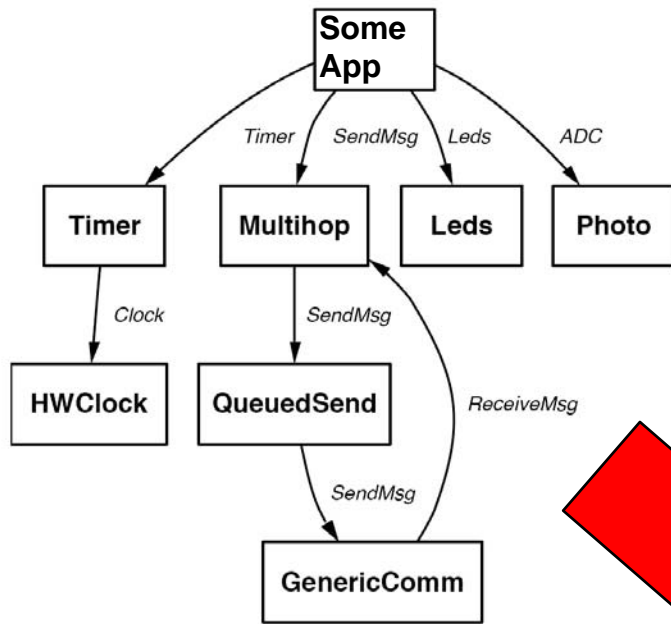 Some
App
Timer SendMsg Leds ADC
Timer Multihop Leds Photo
Clock SendMsg
HWClock QueuedSend ReceiveMsg
SendMsg
GenericComm